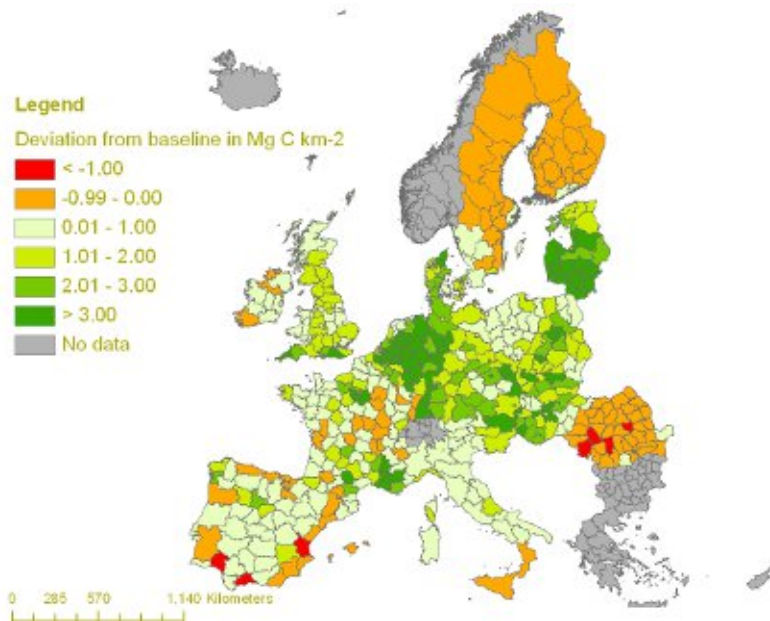 Legend
Deviation from baseline in Mg C km-2
< -1.00
-0.99 - 0.00
0.01 - 1.00
1.01 - 2.00
2.01 - 3.00
> 3.00
No data
0 285 570 1.140 Kilometers